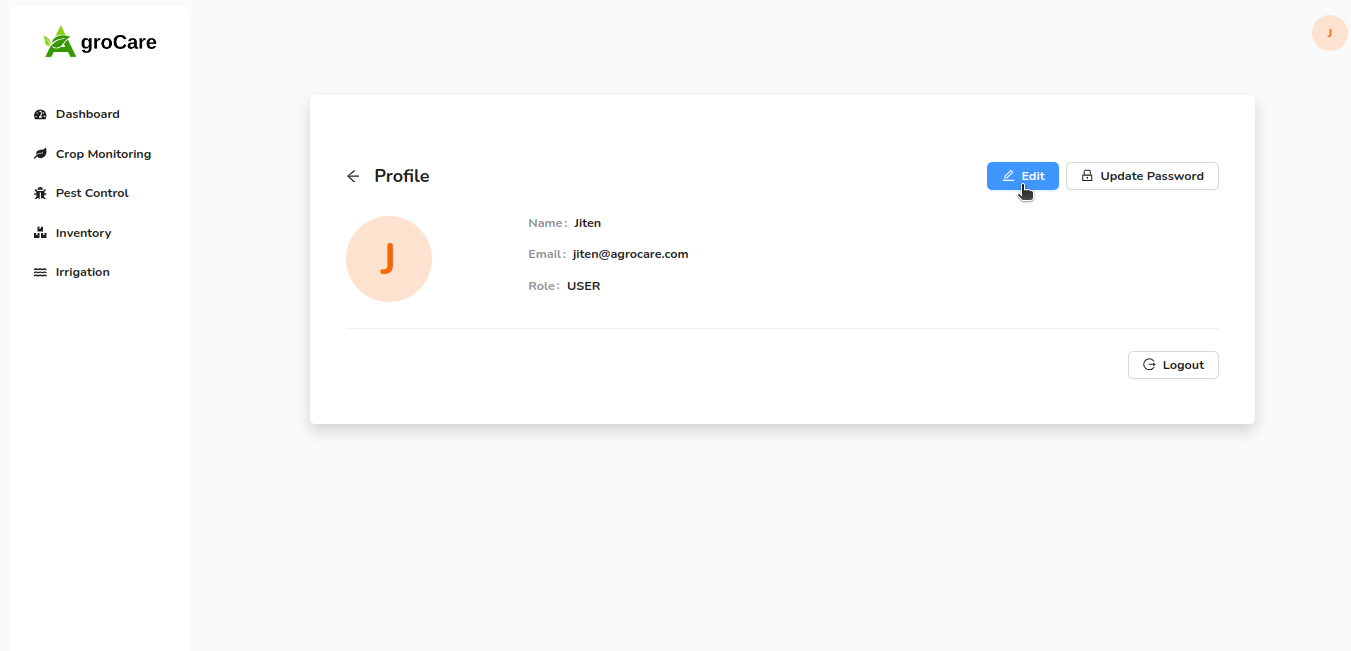 AgroCare
J
Dashboard
Crop Monitoring
Pest Control
Inventory
Irrigation
Profile
Edit
Update Password
J
Name: Jiten
Email: jiten@agrocare.com
Role: USER
Logout